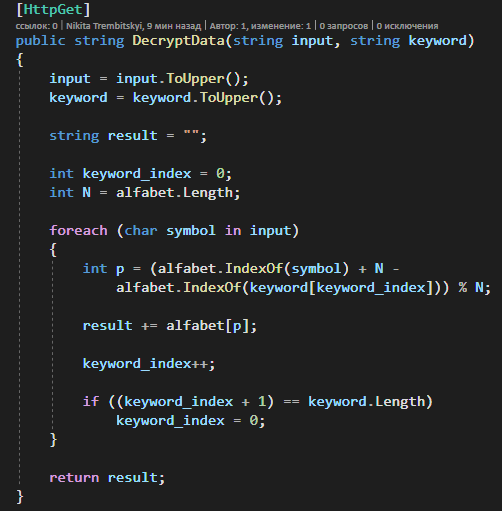 [HttpGet]
ссылок: 0 | Nikita Trembitskyi, 9 мин назад | Автор: 1, изменение: 1 | 0 запросов | 0 исключения
public string DecryptData(string input, string keyword)
{
    input = input.ToUpper();
    keyword = keyword.ToUpper();

    string result = "";

    int keyword_index = 0;
    int N = alfabet.Length;

    foreach (char symbol in input)
    {
        int p = (alfabet.IndexOf(symbol) + N -
            alfabet.IndexOf(keyword[keyword_index])) % N;

        result += alfabet[p];

        keyword_index++;

        if ((keyword_index + 1) == keyword.Length)
            keyword_index = 0;
    }

    return result;
}